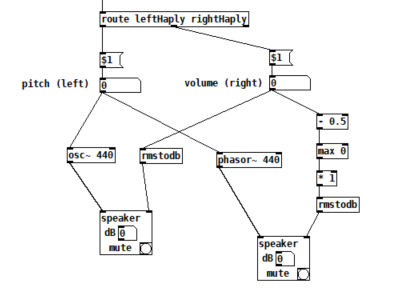 route leftHaply rightHaply
$1
$1
pitch (left)
0
volume (right)
0
- 0.5
osc~ 440
rmstodb
phasor~ 440
max 0
* 1
rmstodb
speaker
dB 0
mute
speaker
dB 0
mute